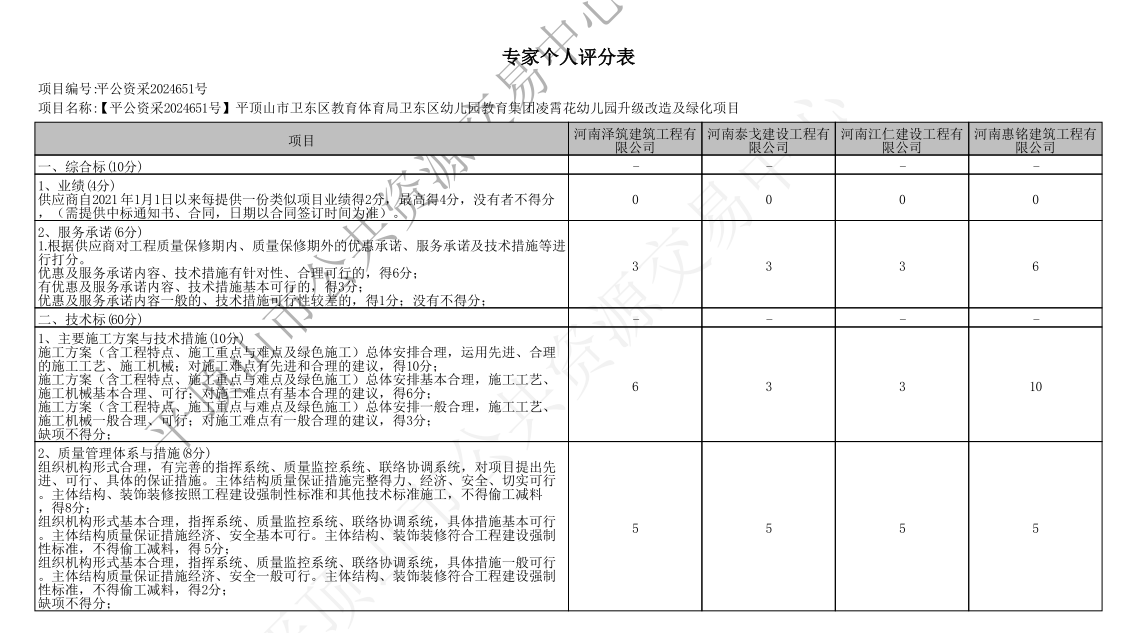 专家个人评分表
项目编号:平公资采2024651号
项目名称:【平公资采2024651号】平顶山市卫东区教育体育局卫东区幼儿园教育集团凌霄花幼儿园升级改造及绿化项目
项目
河南泽筑建筑工程有
限公司
河南泰戈建设工程有
限公司
河南江仁建设工程有
限公司
河南惠铭建筑工程有
限公司
一、综合标(10分)
– – – –
1、业绩(4分)
供应商自2021年1月1日以来每提供一份类似项目业绩得2分，最高得4分，没有者不得分
，（需提供中标通知书、合同，日期以合同签订时间为准）。
0 0 0 0
2、服务承诺(6分)
1.根据供应商对工程质量保修期内、质量保修期外的优惠承诺、服务承诺及技术措施等进
行打分。
优惠及服务承诺内容、技术措施有针对性、合理可行的，得6分；
有优惠及服务承诺内容、技术措施基本可行的，得3分；
优惠及服务承诺内容一般的、技术措施可行性较差的，得1分；没有不得分；
3 3 3 6
二、技术标(60分)
– – – –
1、主要施工方案与技术措施(10分)
施工方案（含工程特点、施工重点与难点及绿色施工）总体安排合理，运用先进、合理
的施工工艺、施工机械；对施工难点有先进和合理的建议，得10分；
施工方案（含工程特点、施工重点与难点及绿色施工）总体安排基本合理，施工工艺、
施工机械基本合理、可行；对施工难点有基本合理的建议，得6分；
施工方案（含工程特点、施工重点与难点及绿色施工）总体安排一般合理，施工工艺、
施工机械一般合理、可行；对施工难点有一般合理的建议，得3分；
缺项不得分；
6 3 3 10
2、质量管理体系与措施(8分)
组织机构形式合理，有完善的指挥系统、质量监控系统、联络协调系统，对项目提出先
进、可行、具体的保证措施。主体结构质量保证措施完整得力、经济、安全、切实可行
。主体结构、装饰装修按照工程建设强制性标准和其他技术标准施工，不得偷工减料
，得8分；
组织机构形式基本合理，指挥系统、质量监控系统、联络协调系统，具体措施基本可行
。主体结构质量保证措施经济、安全基本可行。主体结构、装饰装修符合工程建设强制
性标准，不得偷工减料，得 5分；
组织机构形式基本合理，指挥系统、质量监控系统、联络协调系统，具体措施一般可行
。主体结构质量保证措施经济、安全一般可行。主体结构、装饰装修符合工程建设强制
性标准，不得偷工减料，得2分；
缺项不得分；
5 5 5 5
平顶山市公共资源交易中心
平顶山市公共资源交易中心